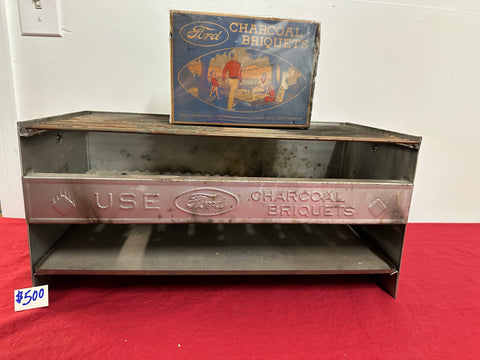 Ford
CHARCOAL
BRIQUETS
USE Ford CHARCOAL
BRIQUETS
$500